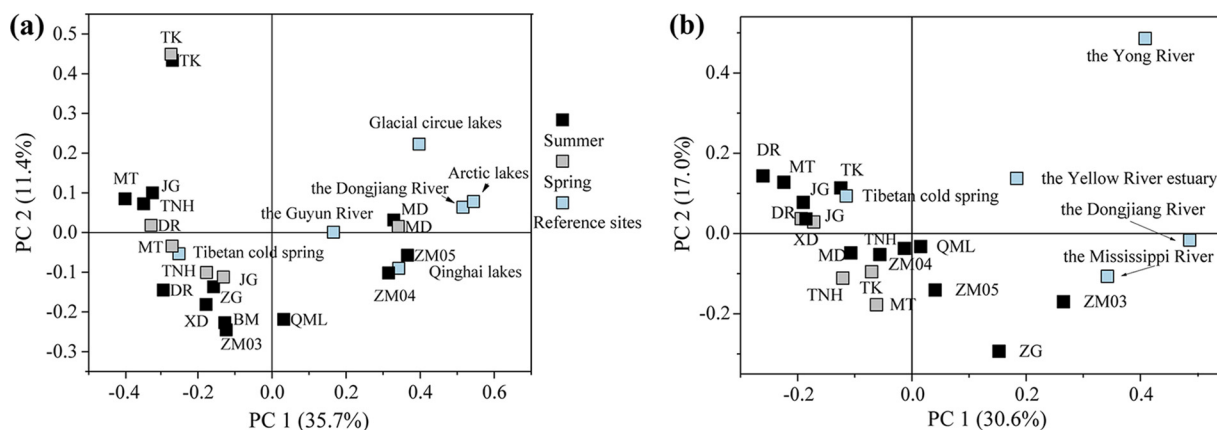 (a)
0.5
0.4
0.3
0.2
0.1
0.0
-0.1
-0.2
-0.3
PC 2 (11.4%)
-0.4
-0.2
0.0
0.2
0.4
0.6
PC 1 (35.7%)
TK
TK
MT
JG
TNH
DR
MT
Tibetan cold spring
TNH
JG
DR
ZG
XD
BM
ZM03
QML
Glacial circue lakes
Arctic lakes
the Dongjiang River
the Guyun River
MD
MD
ZM05
Qinghai lakes
ZM04
Summer
Spring
Reference sites
(b)
0.4
0.2
0.0
-0.2
PC 2 (17.0%)
-0.2
0.0
0.2
0.4
PC 1 (30.6%)
the Yong River
DR
MT
TK
JG
Tibetan cold spring
the Yellow River estuary
DR
JG
the Dongjiang River
XD
TNH
QML
MD
ZM04
the Mississippi River
TNH
TK
MT
ZM05
ZM03
ZG